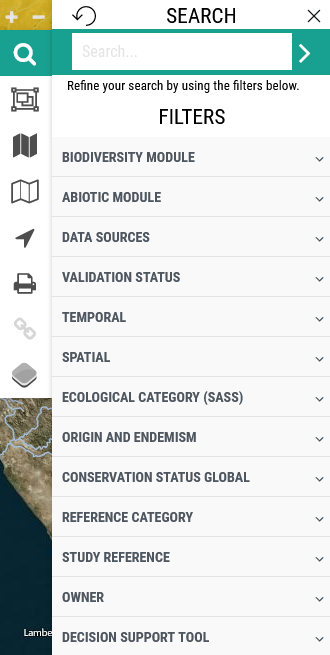 SEARCH
Search...
Refine your search by using the filters below.
FILTERS
BIODIVERSITY MODULE
ABIOTIC MODULE
DATA SOURCES
VALIDATION STATUS
TEMPORAL
SPATIAL
ECOLOGICAL CATEGORY (SASS)
ORIGIN AND ENDEMISM
CONSERVATION STATUS GLOBAL
REFERENCE CATEGORY
STUDY REFERENCE
OWNER
DECISION SUPPORT TOOL
Lambe